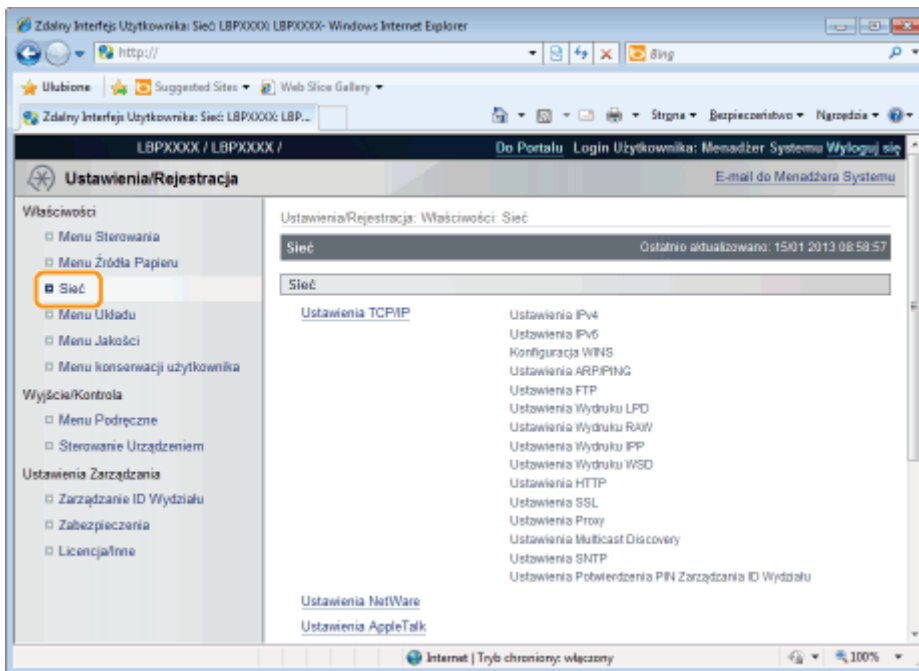 Zdalny Interfejs Użytkownika: Sieć: LBPXXXX: LBPXXXX- Windows Internet Explorer
http://
Bing
Ulubione Suggested Sites Web Slice Gallery
Zdalny Interfejs Użytkownika: Sieć: LBPXXXX: LBP...
Strona Bezpieczeństwo Narzędzia
LBPXXXX / LBPXXXX /
Do Portalu Login Użytkownika: Menadżer Systemu Wyloguj się
Ustawienia/Rejestracja
E-mail do Menadżera Systemu
Właściwości
Menu Sterowania
Menu Źródła Papieru
Sieć
Menu Układu
Menu Jakości
Menu konserwacji użytkownika
Wyjście/Kontrola
Menu Podręczne
Sterowanie Urządzeniem
Ustawienia Zarządzania
Zarządzanie ID Wydziału
Zabezpieczenia
Licencja/Inne
Ustawienia/Rejestracja: Właściwości: Sieć
Sieć
Ostatnio aktualizowano: 15/01 2013 08:58:57
Sieć
Ustawienia TCP/IP
Ustawienia IPv4
Ustawienia IPv6
Konfiguracja WINS
Ustawienia ARP/PING
Ustawienia FTP
Ustawienia Wydruku LPD
Ustawienia Wydruku RAW
Ustawienia Wydruku IPP
Ustawienia Wydruku WSD
Ustawienia HTTP
Ustawienia SSL
Ustawienia Proxy
Ustawienia Multicast Discovery
Ustawienia SNTP
Ustawienia Potwierdzenia PIN Zarządzania ID Wydziału
Ustawienia NetWare
Ustawienia AppleTalk
Internet | Tryb chroniony: włączony
100%